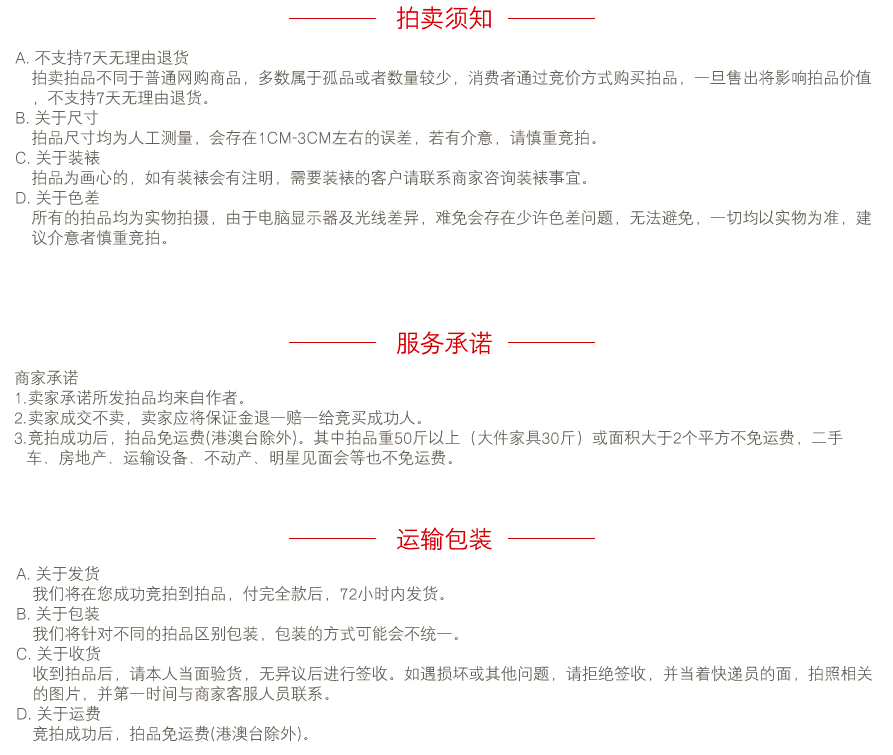 拍卖须知
A. 不支持7天无理由退货
拍卖拍品不同于普通网购商品，多数属于孤品或者数量较少，消费者通过竞价方式购买拍品，一旦售出将影响拍品价值
，不支持7天无理由退货。
B. 关于尺寸
拍品尺寸均为人工测量，会存在1CM-3CM左右的误差，若有介意，请慎重竞拍。
C. 关于装裱
拍品为画心的，如有装裱会有注明，需要装裱的客户请联系商家咨询装裱事宜。
D. 关于色差
所有的拍品均为实物拍摄，由于电脑显示器及光线差异，难免会存在少许色差问题，无法避免，一切均以实物为准，建
议介意者慎重竞拍。
服务承诺
商家承诺
1.卖家承诺所发拍品均来自作者。
2.卖家成交不卖，卖家应将保证金退一赔一给竞买成功人。
3.竞拍成功后，拍品免运费(港澳台除外)。其中拍品重50斤以上（大件家具30斤）或面积大于2个平方不免运费，二手
车、房地产、运输设备、不动产、明星见面会等也不免运费。
运输包装
A. 关于发货
我们将在您成功竞拍到拍品，付完全款后，72小时内发货。
B. 关于包装
我们将针对不同的拍品区别包装，包装的方式可能会不统一。
C. 关于收货
收到拍品后，请本人当面验货，无异议后进行签收。如遇损坏或其他问题，请拒绝签收，并当着快递员的面，拍照相关
的图片，并第一时间与商家客服人员联系。
D. 关于运费
竞拍成功后，拍品免运费(港澳台除外)。